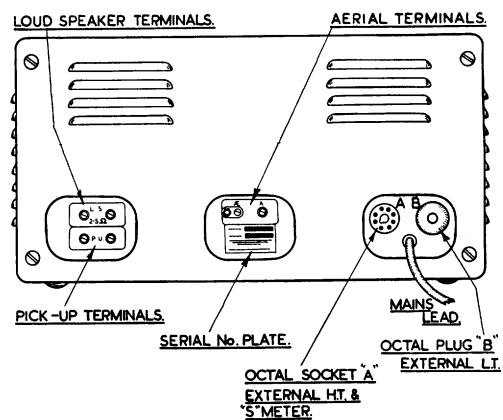 LOUD SPEAKER TERMINALS.
AERIAL TERMINALS.
L S
2·5Ω
P U
Æ A
A B
MAINS
LEAD.
PICK-UP TERMINALS.
SERIAL No. PLATE.
OCTAL SOCKET "A"
EXTERNAL H.T. &
"S" METER.
OCTAL PLUG "B"
EXTERNAL L.T.